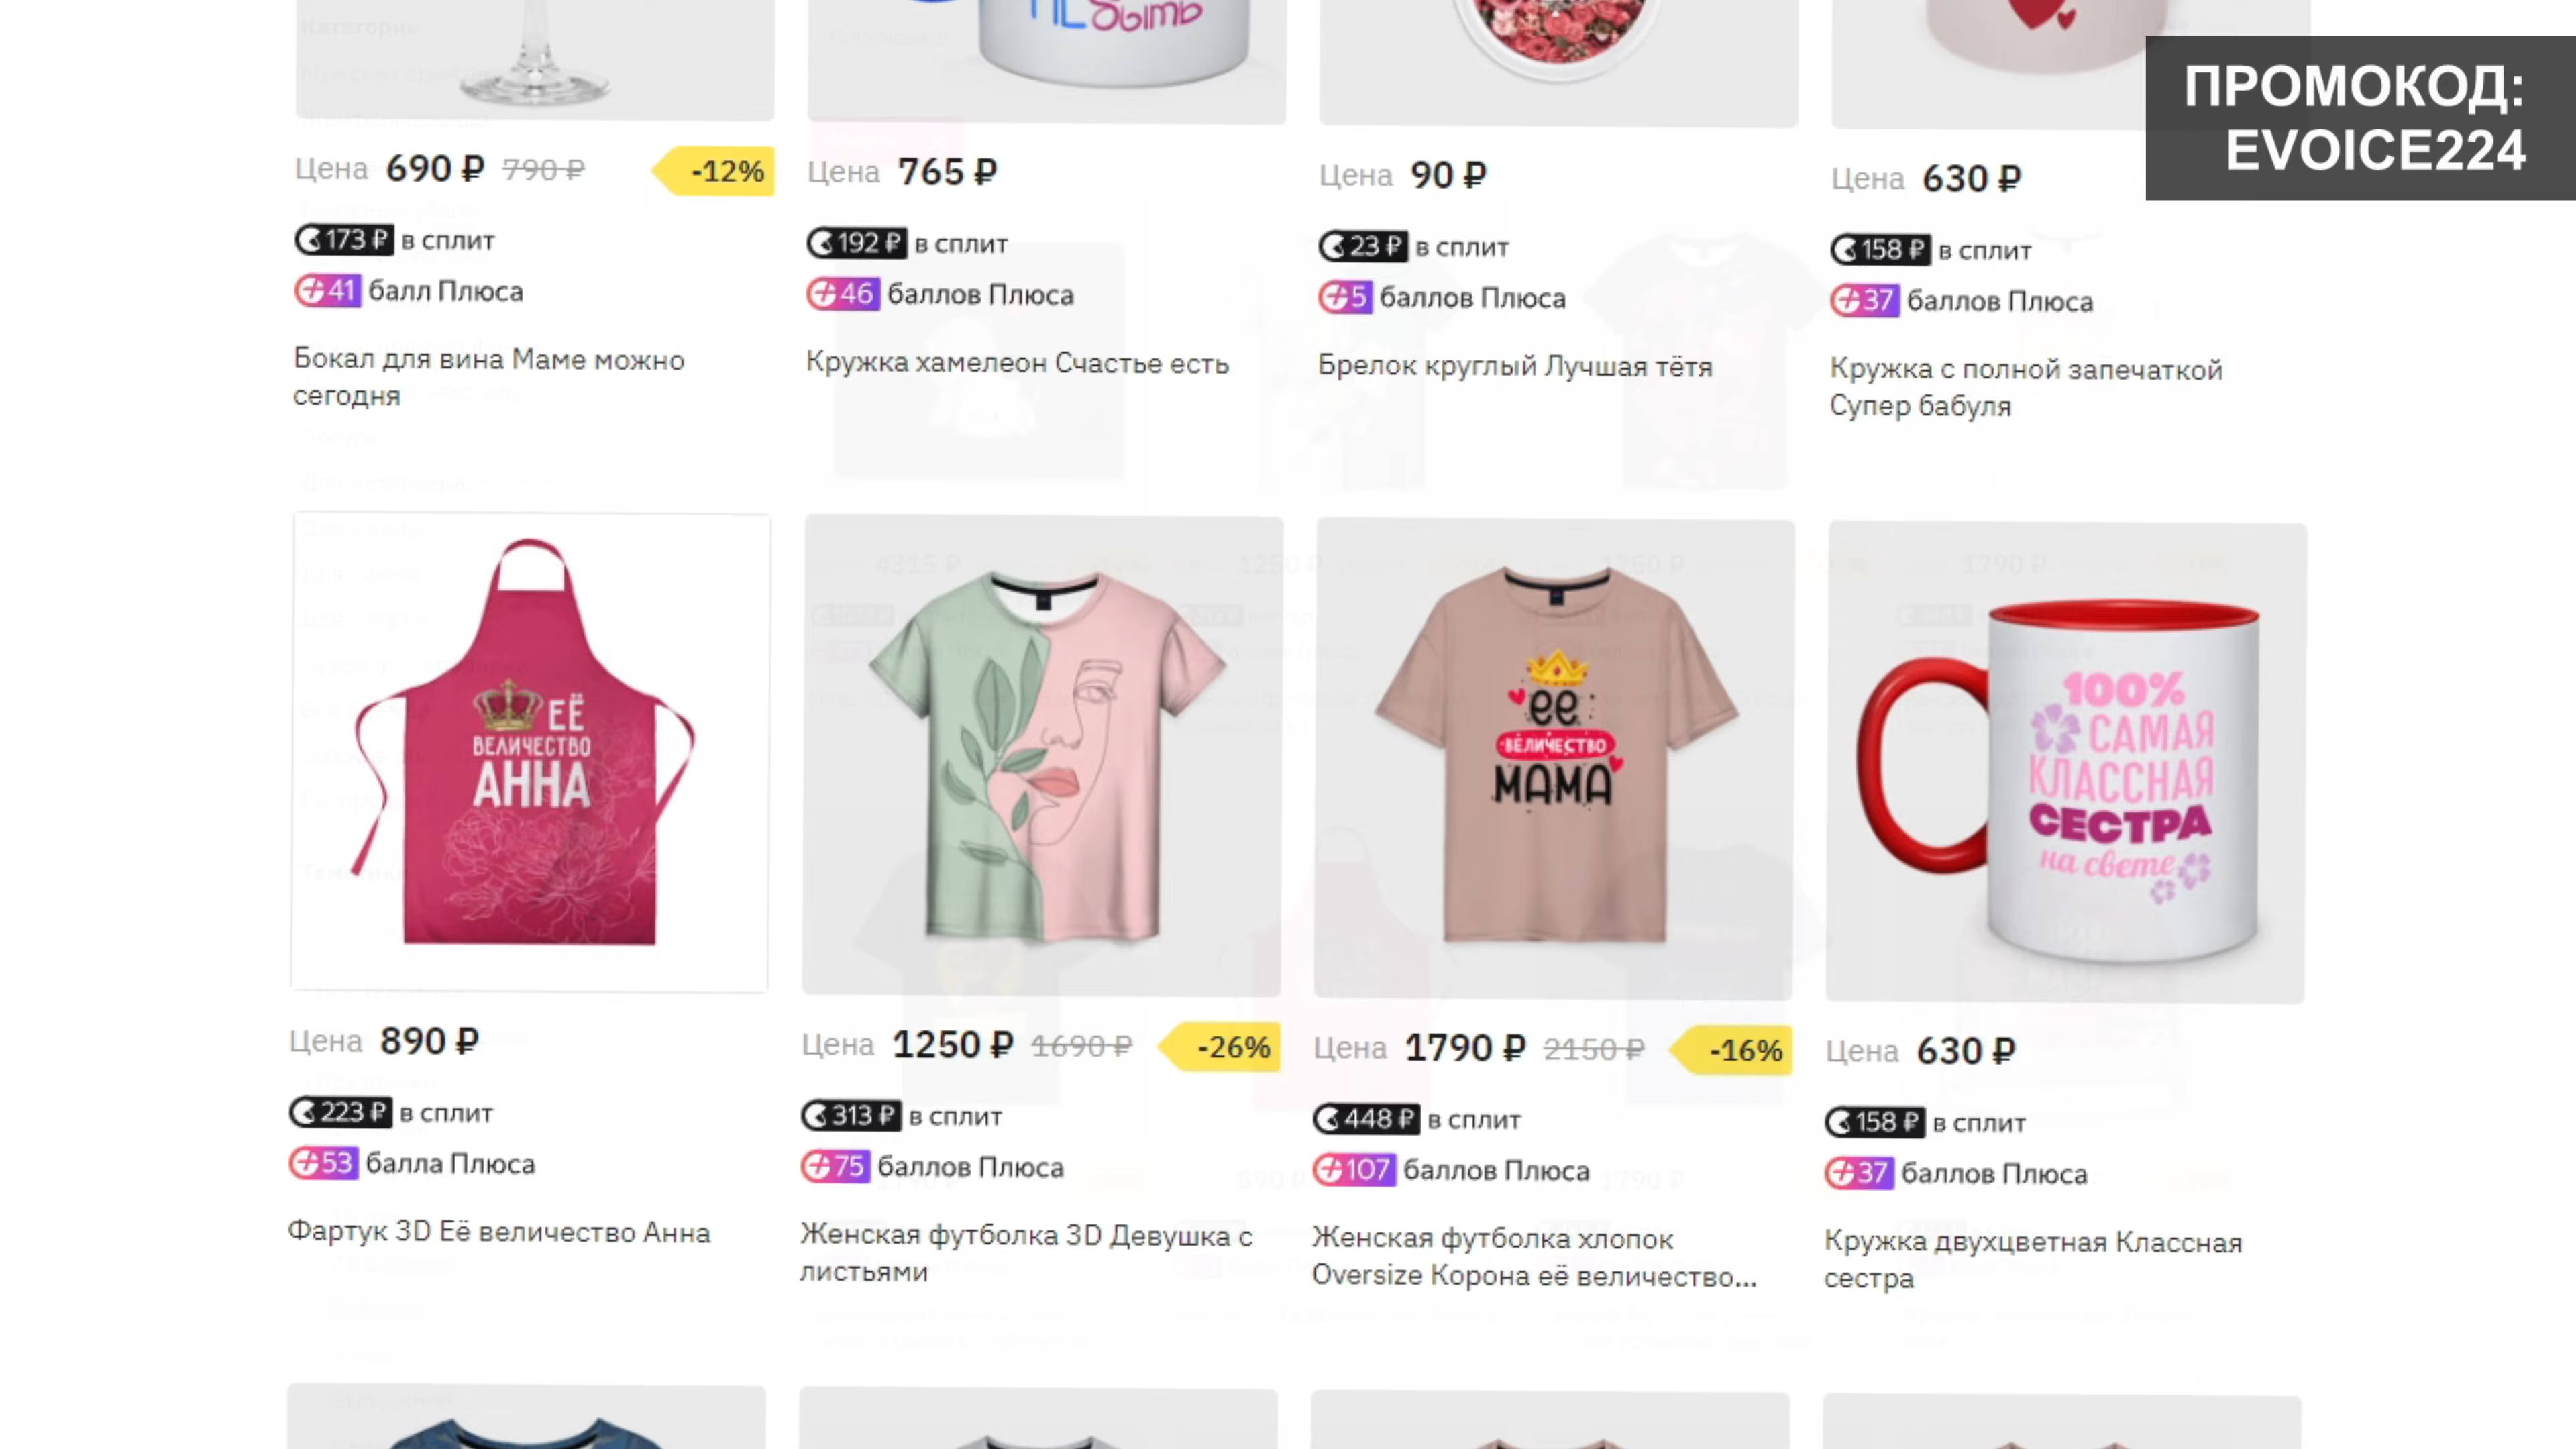 быть
ПРОМОКОД:
EVOICE224
Цена 690 ₽ 790 ₽ -12%
173 ₽ в сплит
41 балл Плюса
Бокал для вина Маме можно
сегодня
Цена 765 ₽
192 ₽ в сплит
46 баллов Плюса
Кружка хамелеон Счастье есть
Цена 90 ₽
23 ₽ в сплит
5 баллов Плюса
Брелок круглый Лучшая тётя
Цена 630 ₽
158 ₽ в сплит
37 баллов Плюса
Кружка с полной запечаткой
Супер бабуля
ЕЁ
ВЕЛИЧЕСТВО
АННА
ее
ВЕЛИЧЕСТВО
МАМА
100%
САМАЯ
КЛАССНАЯ
СЕСТРА
на свете
Цена 890 ₽
223 ₽ в сплит
53 балла Плюса
Фартук 3D Её величество Анна
Цена 1250 ₽ 1690 ₽ -26%
313 ₽ в сплит
75 баллов Плюса
Женская футболка 3D Девушка с
листьями
Цена 1790 ₽ 2150 ₽ -16%
448 ₽ в сплит
107 баллов Плюса
Женская футболка хлопок
Oversize Корона её величество...
Цена 630 ₽
158 ₽ в сплит
37 баллов Плюса
Кружка двухцветная Классная
сестра